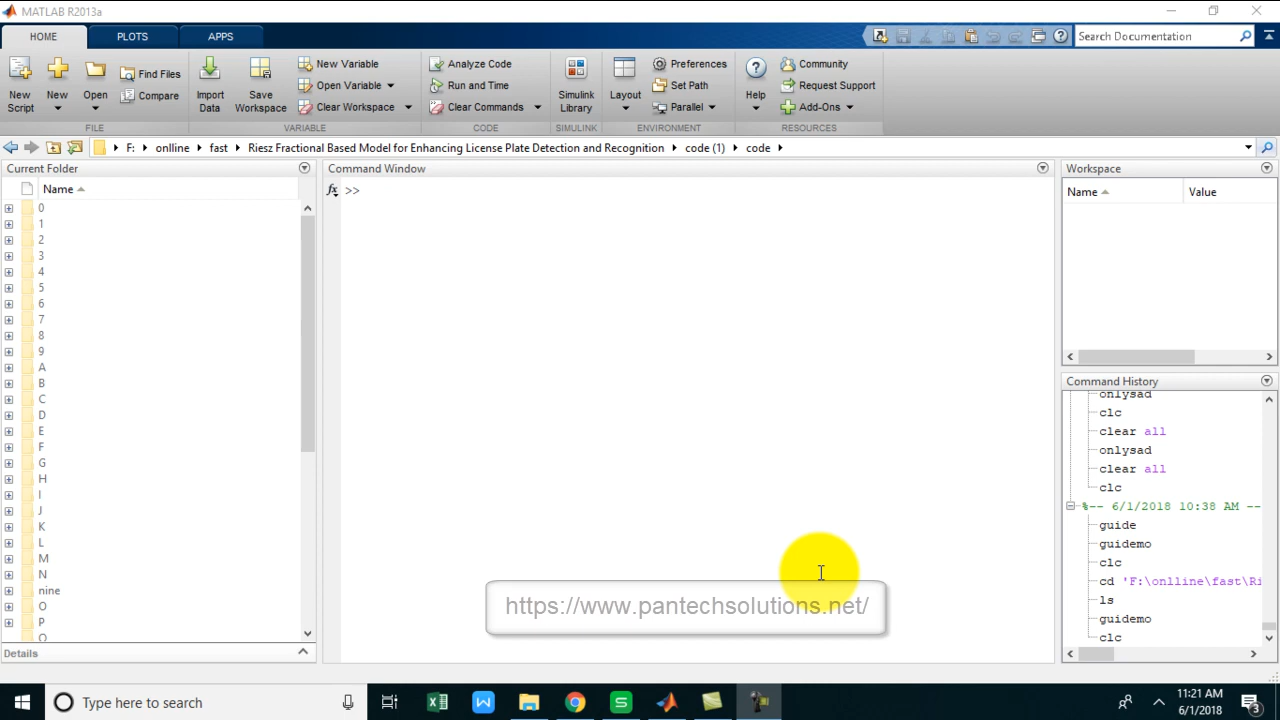 MATLAB R2013a
HOME PLOTS APPS
Search Documentation
New Script
New
Open
Find Files
Compare
Import Data
Save Workspace
New Variable
Open Variable
Clear Workspace
Analyze Code
Run and Time
Clear Commands
Simulink Library
Layout
Preferences
Set Path
Parallel
Help
Community
Request Support
Add-Ons
FILE VARIABLE CODE SIMULINK ENVIRONMENT RESOURCES
F: onlline fast Riesz Fractional Based Model for Enhancing License Plate Detection and Recognition code (1) code
Current Folder
Name
0
1
2
3
4
5
6
7
8
9
A
B
C
D
E
F
G
H
I
J
K
L
M
N
nine
O
P
Q
Details
Command Window
fx >>
https://www.pantechsolutions.net/
Workspace
Name Value
Command History
onlysad
clc
clear all
onlysad
clear all
clc
%-- 6/1/2018 10:38 AM --
guide
guidemo
clc
cd 'F:\onlline\fast\Ri
ls
guidemo
clc
Type here to search
11:21 AM
6/1/2018
3